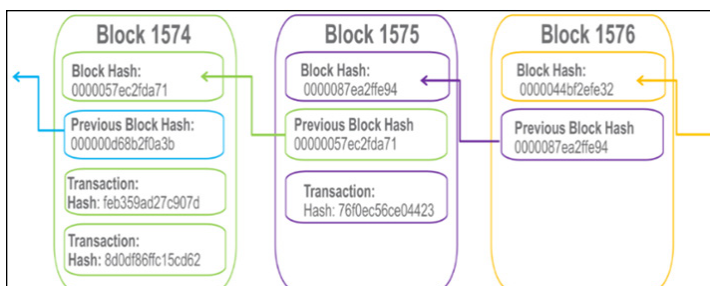 Block 1574
Block Hash:
0000057ec2fda71
Previous Block Hash:
000000d68b2f0a3b
Transaction:
Hash: feb359ad27c907d
Transaction:
Hash: 8d0df86ffc15cd62
Block 1575
Block Hash:
0000087ea2ffe94
Previous Block Hash
00000057ec2fda71
Transaction:
Hash: 76f0ec56ce04423
Block 1576
Block Hash:
0000044bf2efe32
Previous Block Hash
0000087ea2ffe94